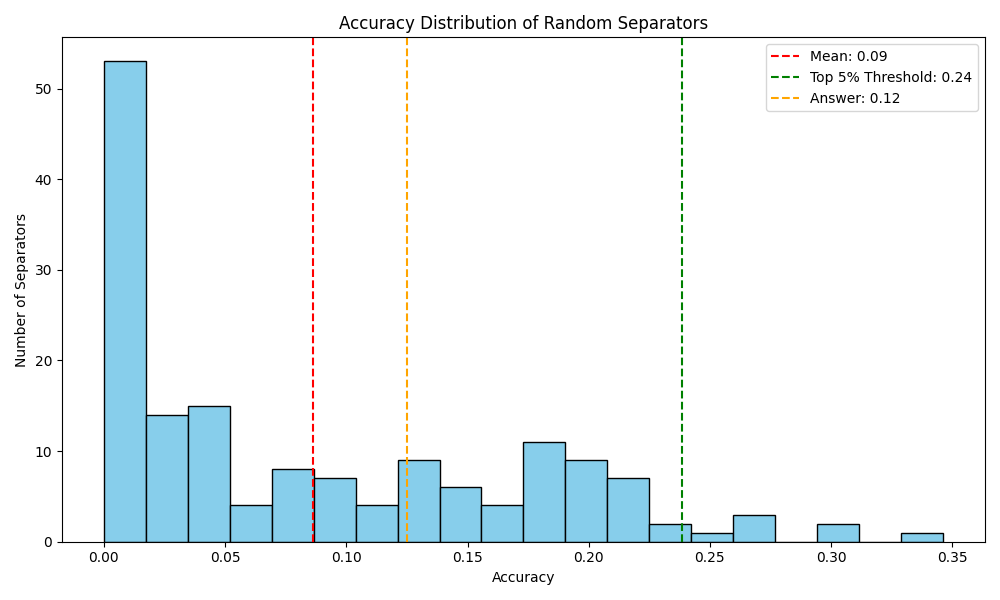 Accuracy Distribution of Random Separators
Mean: 0.09
Top 5% Threshold: 0.24
Answer: 0.12
Number of Separators
50
40
30
20
10
0
0.00 0.05 0.10 0.15 0.20 0.25 0.30 0.35
Accuracy